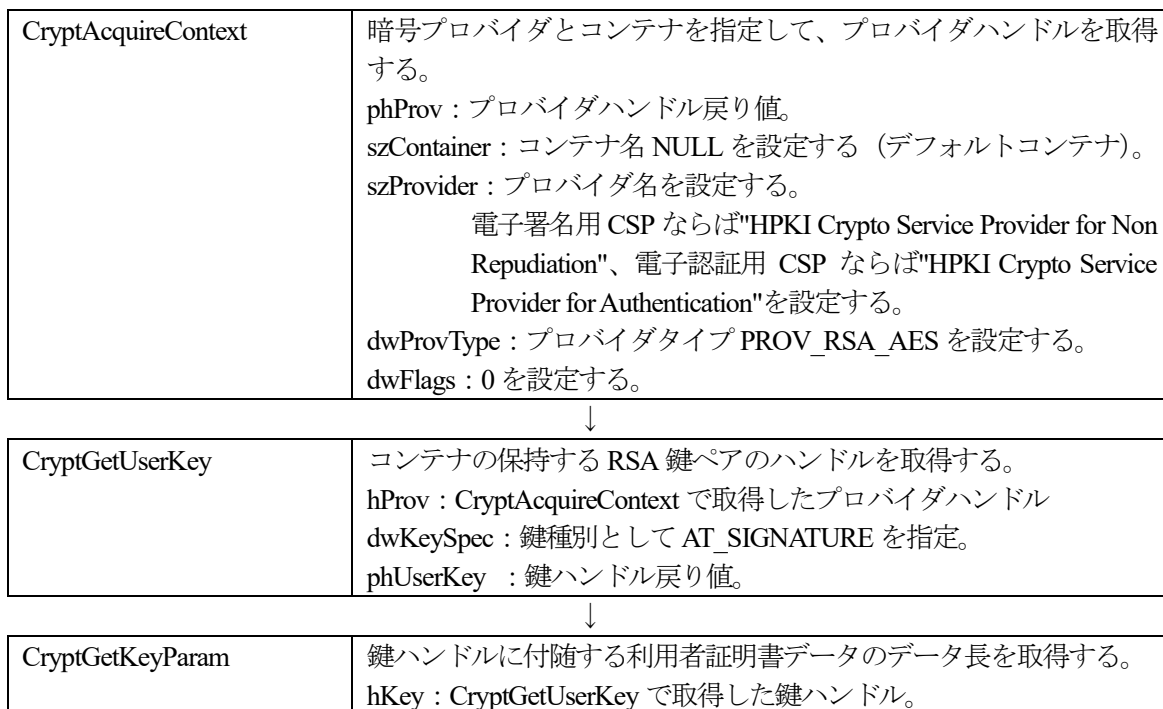 CryptAcquireContext
暗号プロバイダとコンテナを指定して、プロバイダハンドルを取得
する。
phProv：プロバイダハンドル戻り値。
szContainer：コンテナ名 NULL を設定する（デフォルトコンテナ）。
szProvider：プロバイダ名を設定する。
電子署名用 CSP ならば"HPKI Crypto Service Provider for Non
Repudiation"、電子認証用 CSP ならば"HPKI Crypto Service
Provider for Authentication"を設定する。
dwProvType：プロバイダタイプ PROV_RSA_AES を設定する。
dwFlags：0 を設定する。
↓
CryptGetUserKey
コンテナの保持する RSA 鍵ペアのハンドルを取得する。
hProv：CryptAcquireContext で取得したプロバイダハンドル
dwKeySpec：鍵種別として AT_SIGNATURE を指定。
phUserKey ：鍵ハンドル戻り値。
↓
CryptGetKeyParam
鍵ハンドルに付随する利用者証明書データのデータ長を取得する。
hKey：CryptGetUserKey で取得した鍵ハンドル。